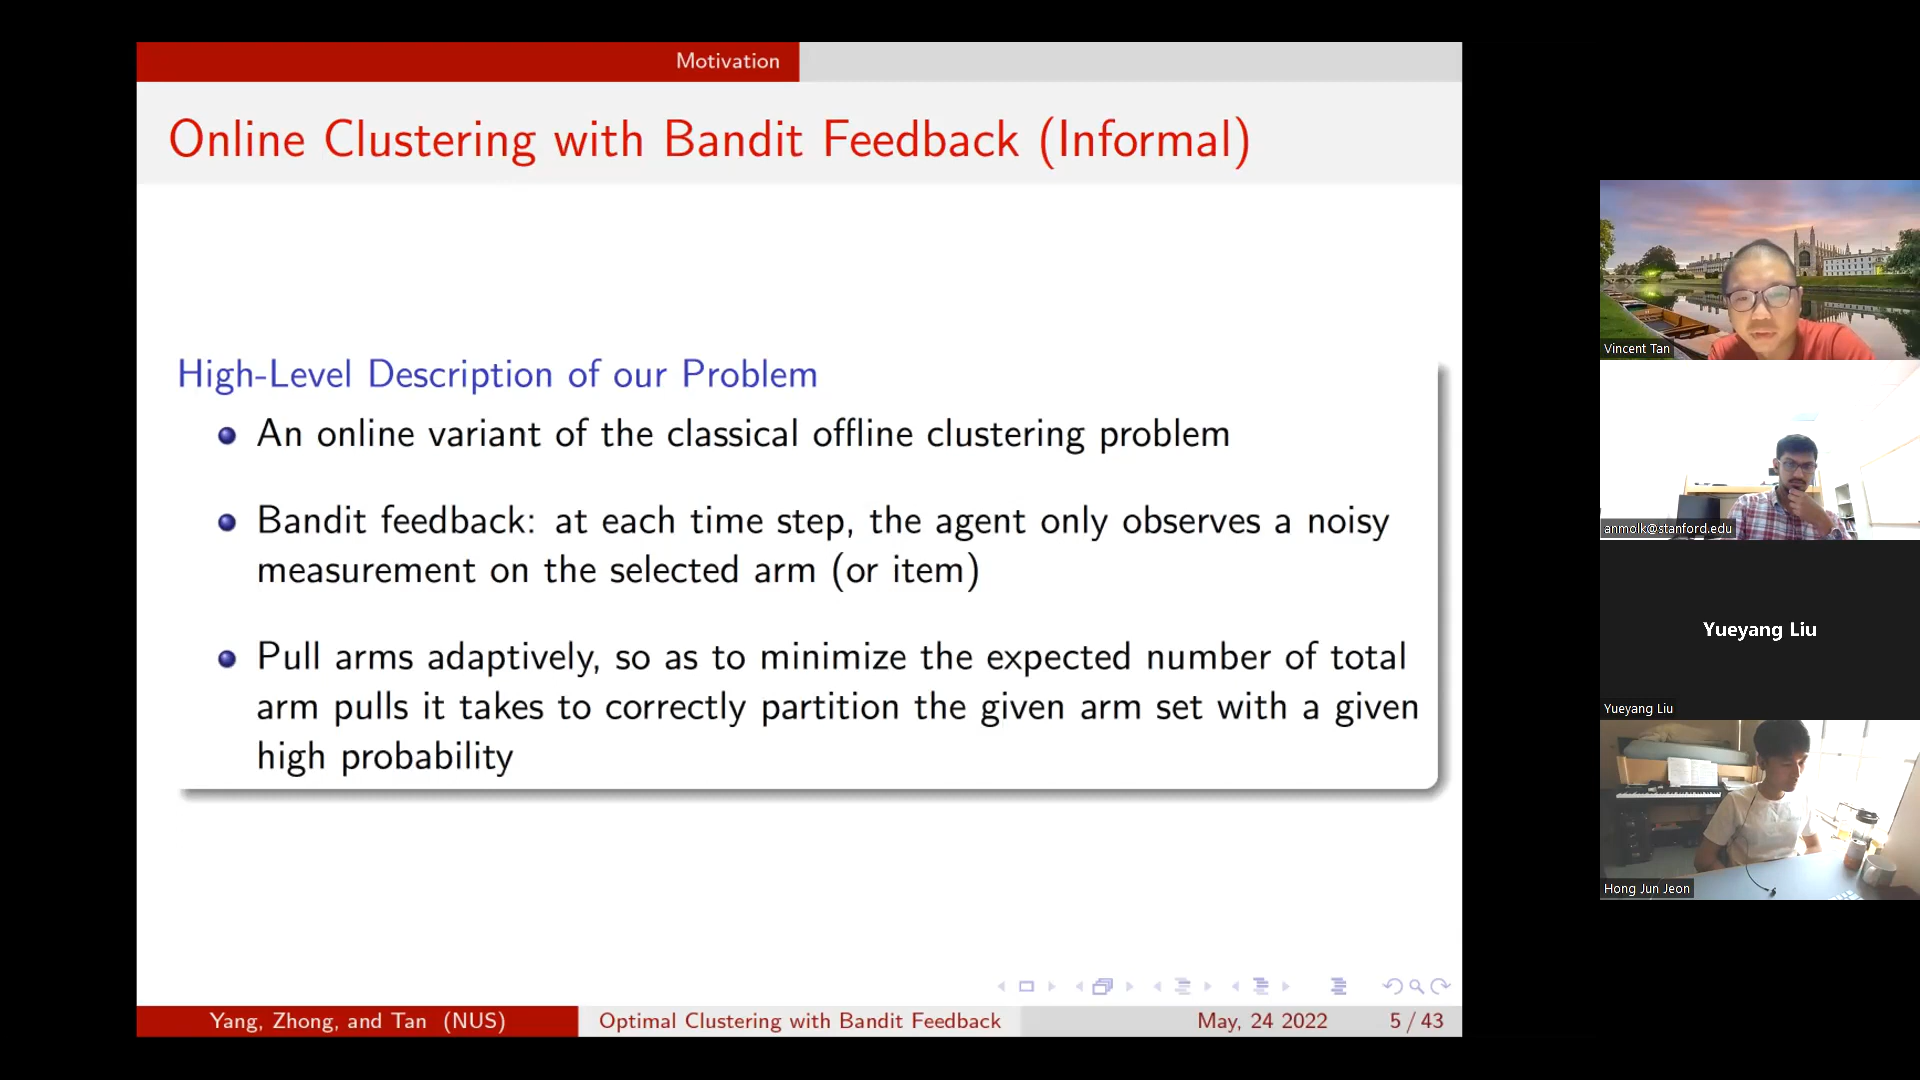 Motivation
Online Clustering with Bandit Feedback (Informal)
High-Level Description of our Problem
An online variant of the classical offline clustering problem
Bandit feedback: at each time step, the agent only observes a noisy
measurement on the selected arm (or item)
Pull arms adaptively, so as to minimize the expected number of total
arm pulls it takes to correctly partition the given arm set with a given
high probability
Yang, Zhong, and Tan (NUS)
Optimal Clustering with Bandit Feedback
May, 24 2022
5 / 43
Vincent Tan
anmolk@stanford.edu
Yueyang Liu
Yueyang Liu
Hong Jun Jeon